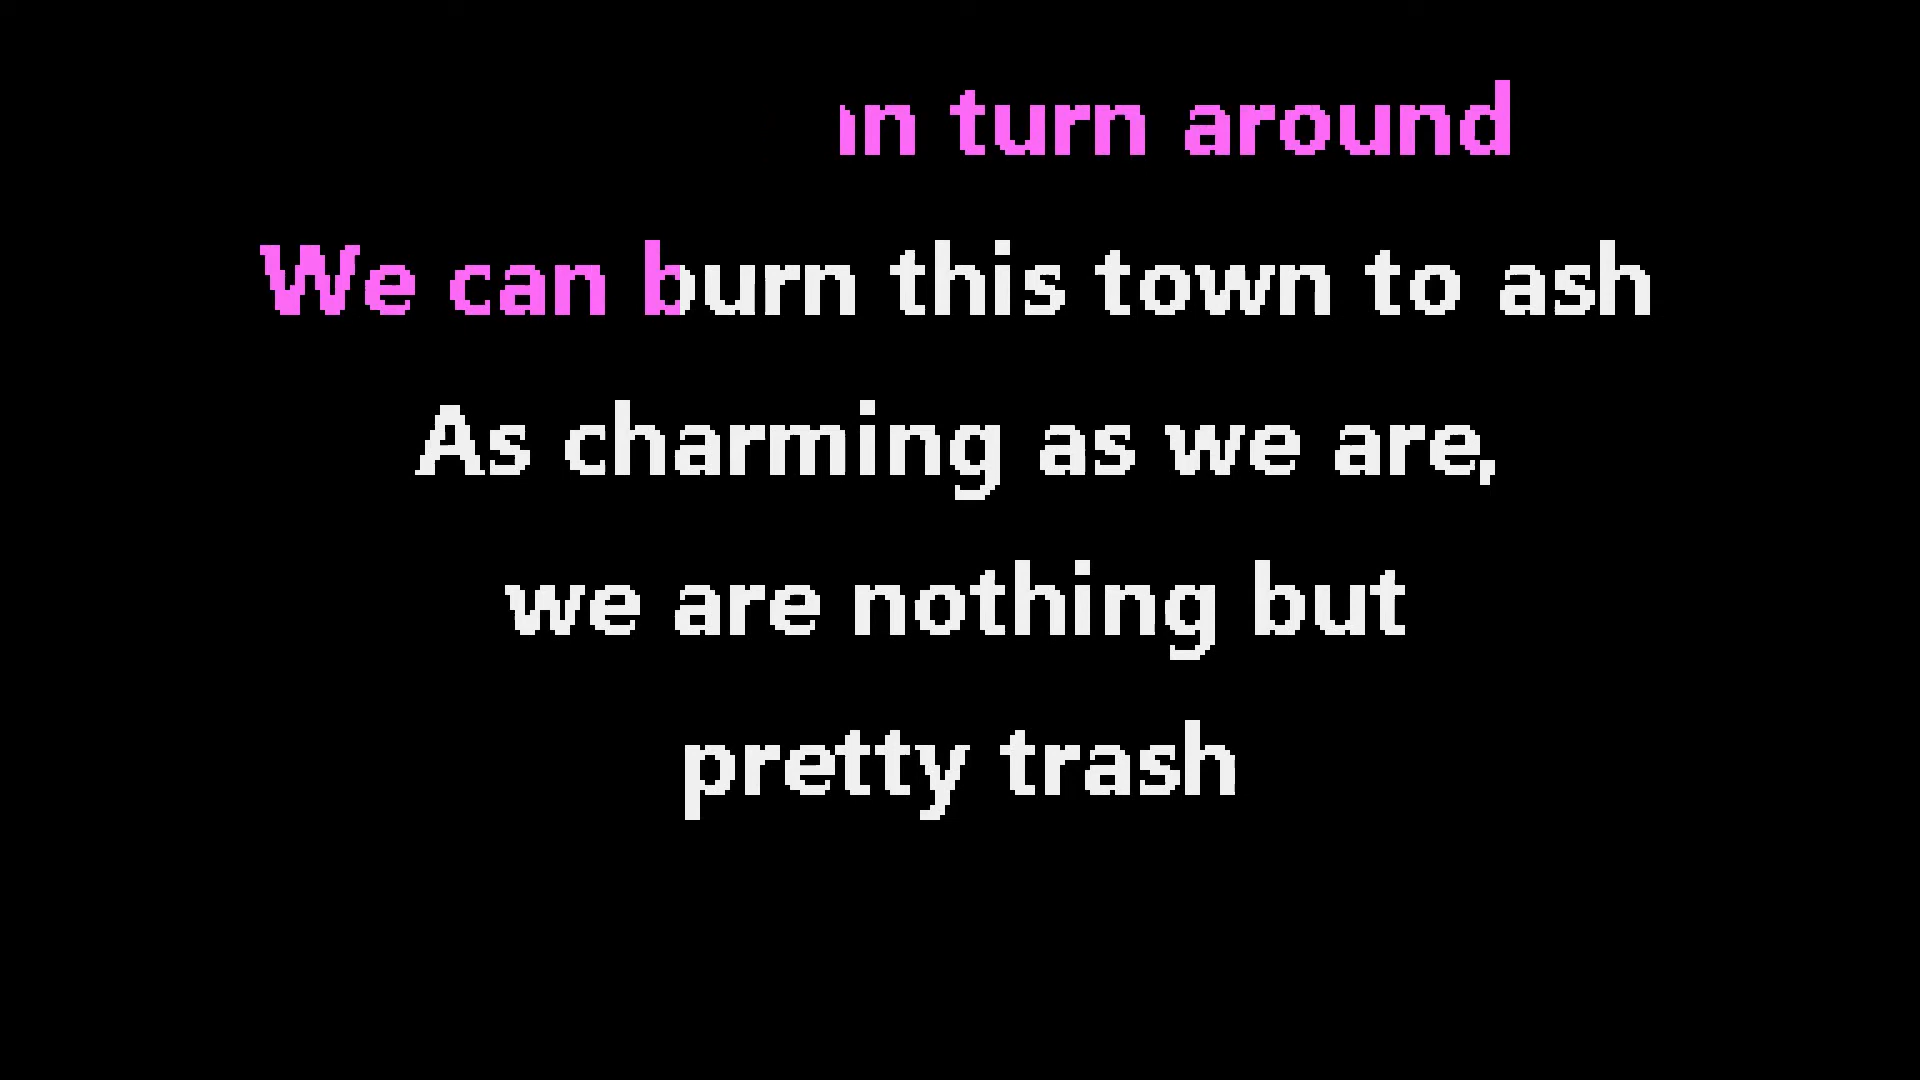 turn around
We can burn this town to ash
As charming as we are,
we are nothing but
pretty trash